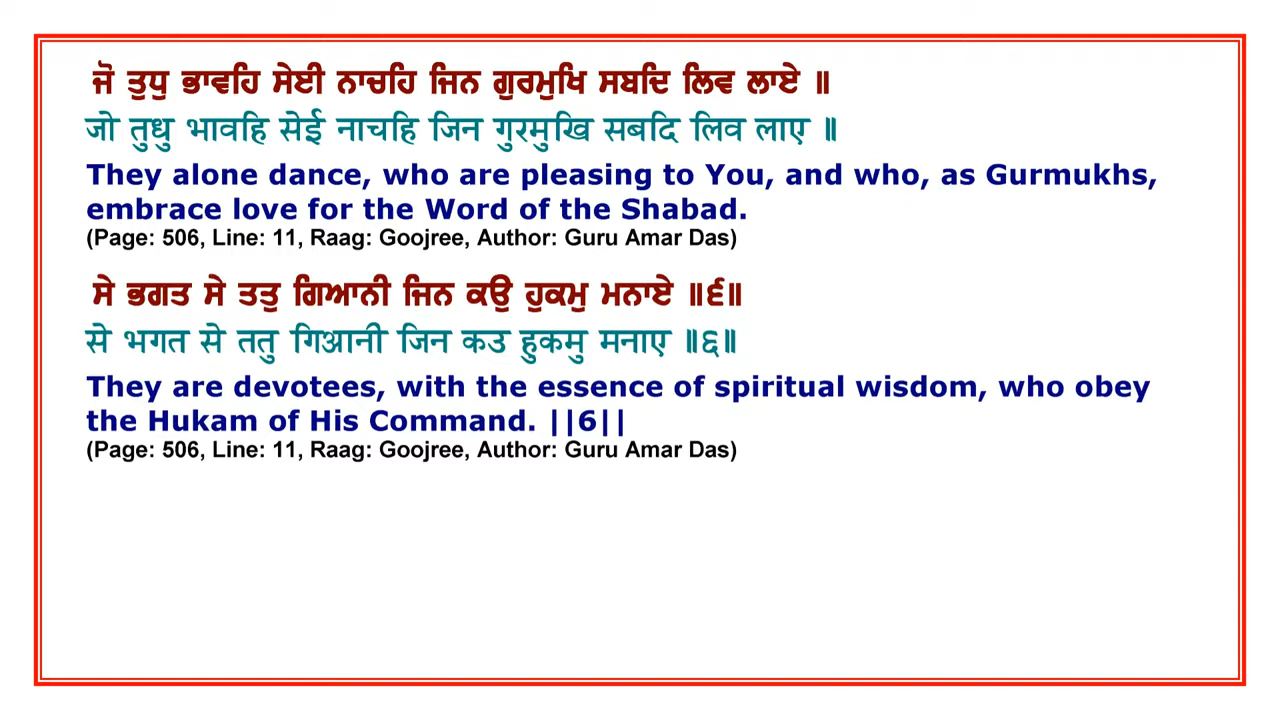 ਜੋ ਤੁਧੁ ਭਾਵਹਿ ਸੇਈ ਨਾਚਹਿ ਜਿਨ ਗੁਰਮੁਖਿ ਸਬਦਿ ਲਿਵ ਲਾਏ ॥
जो तुधु भावहि सेई नाचहि जिन गुरमुखि सबदि लिव लाए ॥
They alone dance, who are pleasing to You, and who, as Gurmukhs,
embrace love for the Word of the Shabad.
(Page: 506, Line: 11, Raag: Goojree, Author: Guru Amar Das)
ਸੇ ਭਗਤ ਸੇ ਤਤੁ ਗਿਆਨੀ ਜਿਨ ਕਉ ਹੁਕਮੁ ਮਨਾਏ ॥੬॥
से भगत से ततु गिआनी जिन कउ हुकमु मनाए ॥६॥
They are devotees, with the essence of spiritual wisdom, who obey
the Hukam of His Command. ||6||
(Page: 506, Line: 11, Raag: Goojree, Author: Guru Amar Das)